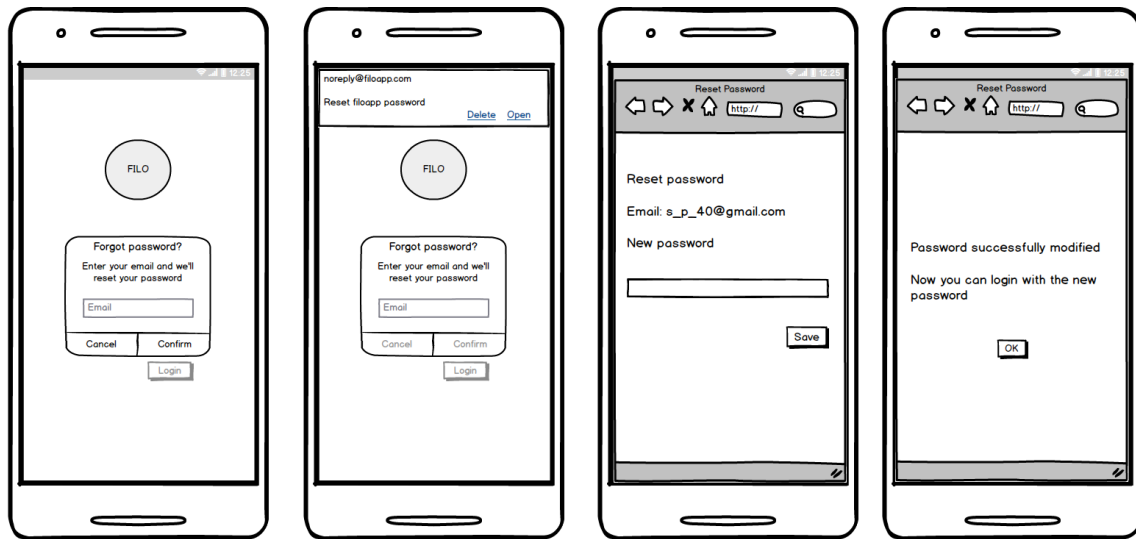 12:25
FILO
Forgot password?
Enter your email and we'll
reset your password
Email
Cancel Confirm
Login
noreply@filoapp.com
Reset filoapp password
Delete Open
FILO
Forgot password?
Enter your email and we'll
reset your password
Email
Cancel Confirm
Login
12:25
Reset Password
http://
Reset password
Email: s_p_40@gmail.com
New password
Save
12:25
Reset Password
http://
Password successfully modified
Now you can login with the new
password
OK